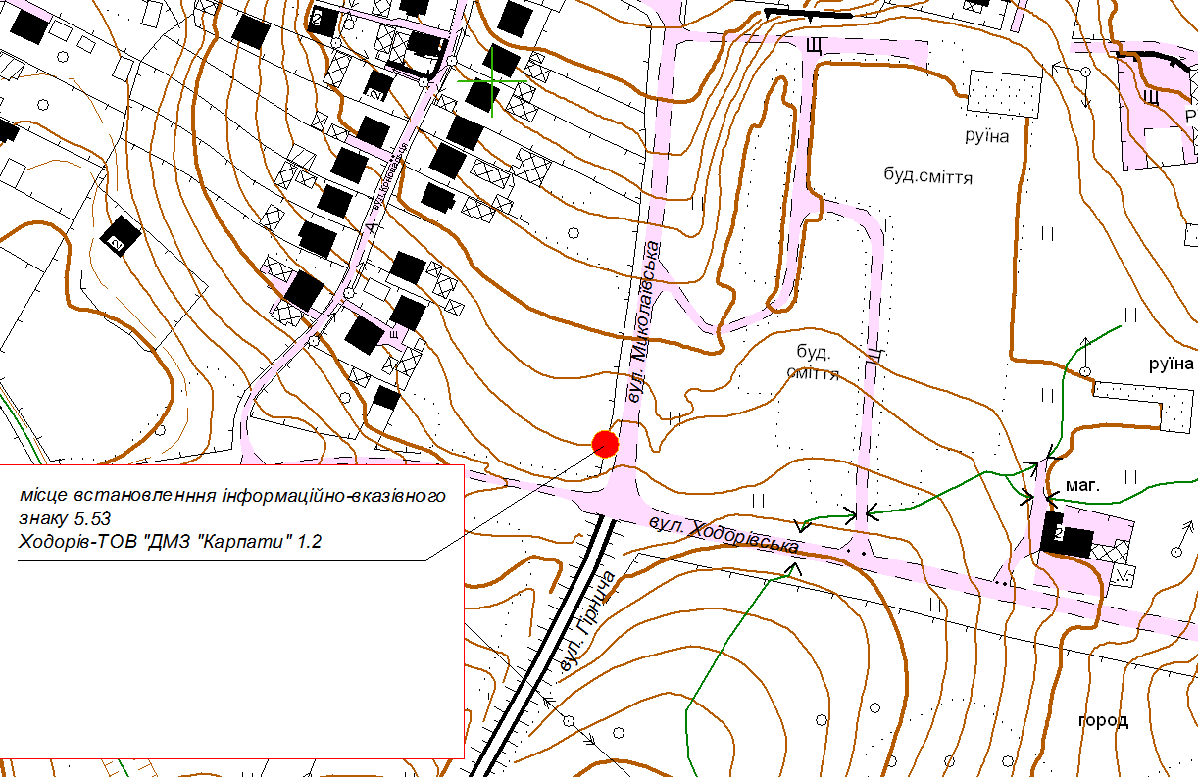 Щ
Щ
руїна
буд.сміття
вул. Миколаївська
буд.
сміття
руїна
маг.
місце встановленння інформаційно-вказівного
знаку 5.53
Ходорів-ТОВ "ДМЗ "Карпати" 1.2
вул. Ходорівська
вул. Гірнича
город